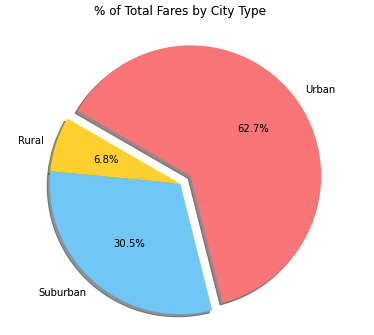 % of Total Fares by City Type
Urban
62.7%
Rural
6.8%
30.5%
Suburban